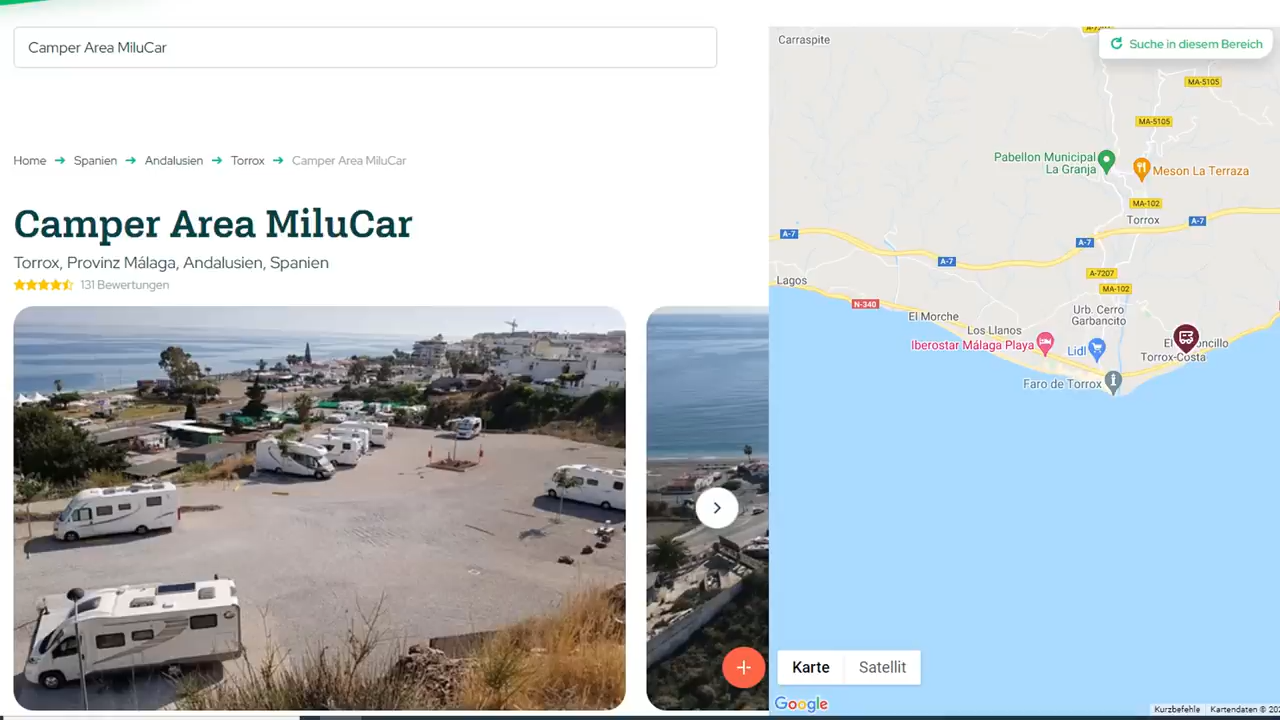 Camper Area MiluCar
Home → Spanien → Andalusien → Torrox → Camper Area MiluCar
Camper Area MiluCar
Torrox, Provinz Málaga, Andalusien, Spanien
131 Bewertungen
Carraspite
Suche in diesem Bereich
MA-5105
MA-5105
Pabellon Municipal
La Granja
Meson La Terraza
MA-102
Torrox
A-7
A-7
A-7
A-7
A-7207
Lagos
MA-102
N-340
El Morche
Urb. Cerro
Garbancito
Los Llanos
Iberostar Málaga Playa
Lidl
Torrox-Costa
Faro de Torrox
Karte
Satellit
Google
Kurzbefehle
Kartendaten ©